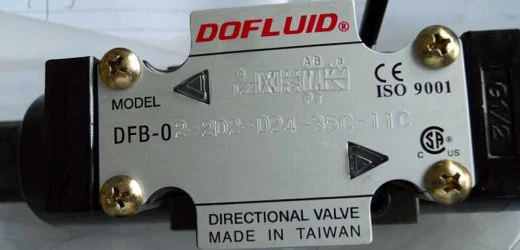 DOFLUID®
AB
PT
CE
ISO 9001
MODEL
DFB-02-2D2-D24-35C-11C
C US
DIRECTIONAL VALVE
MADE IN TAIWAN
G1/2